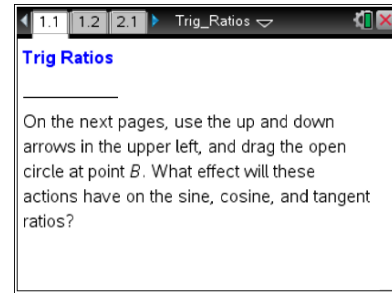 1.1 1.2 2.1 Trig_Ratios
Trig Ratios
On the next pages, use the up and down
arrows in the upper left, and drag the open
circle at point B. What effect will these
actions have on the sine, cosine, and tangent
ratios?